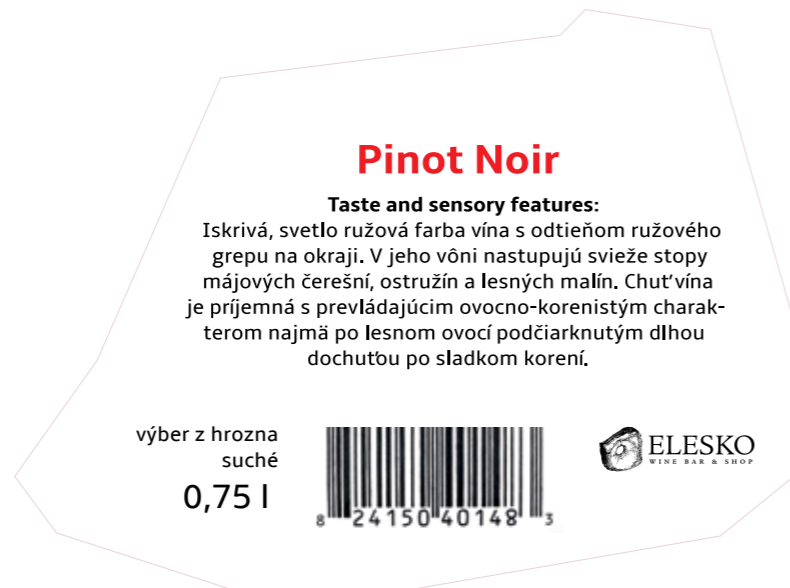 Pinot Noir
Taste and sensory features:
Iskrivá, svetlo ružová farba vína s odtieňom ružového
grepu na okraji. V jeho vôni nastupujú svieže stopy
májových čerešní, ostružín a lesných malín. Chuť vína
je príjemná s prevládajúcim ovocno-korenistým charak-
terom najmä po lesnom ovocí podčiarknutým dlhou
dochuťou po sladkom korení.
výber z hrozna
suché
0,75 l
8 24150 40148 3
ELESKO
WINE BAR & SHOP